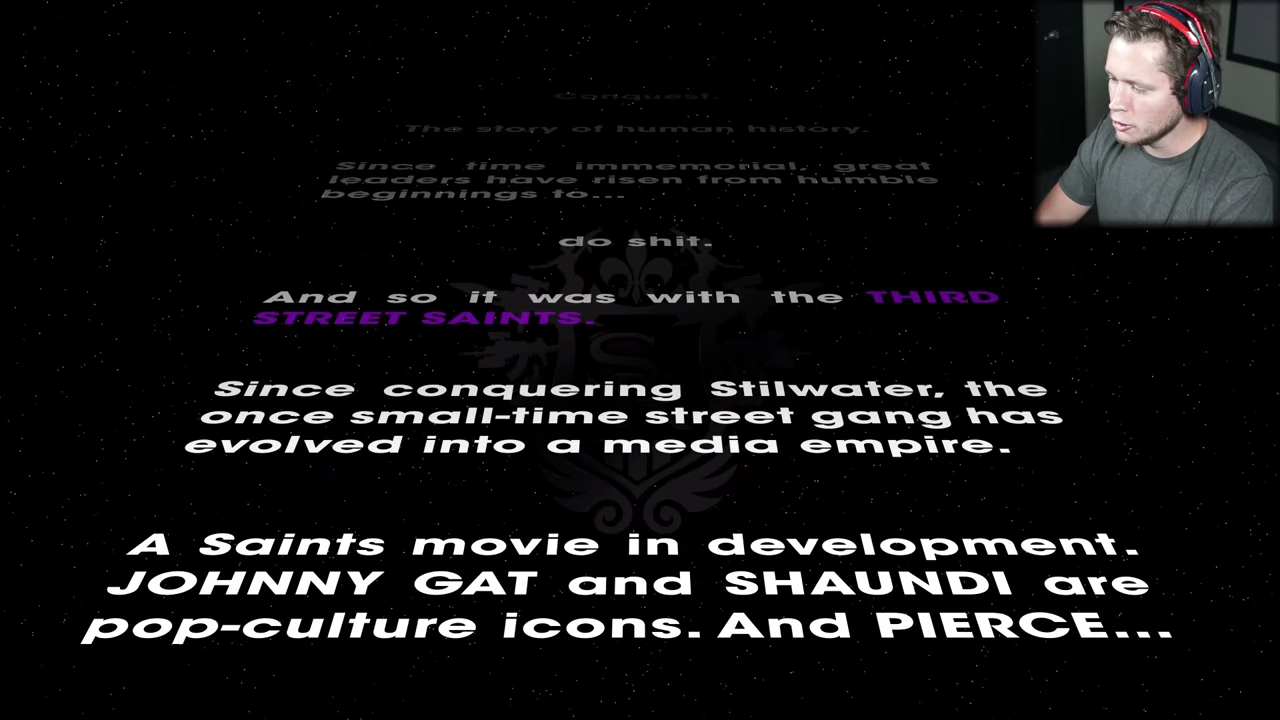 Conquest.
The story of human history.
Since time immemorial, great
leaders have risen from humble
beginnings to...
do shit.
And so it was with the THIRD
STREET SAINTS.
Since conquering Stilwater, the
once small-time street gang has
evolved into a media empire.
A Saints movie in development.
JOHNNY GAT and SHAUNDI are
pop-culture icons. And PIERCE...